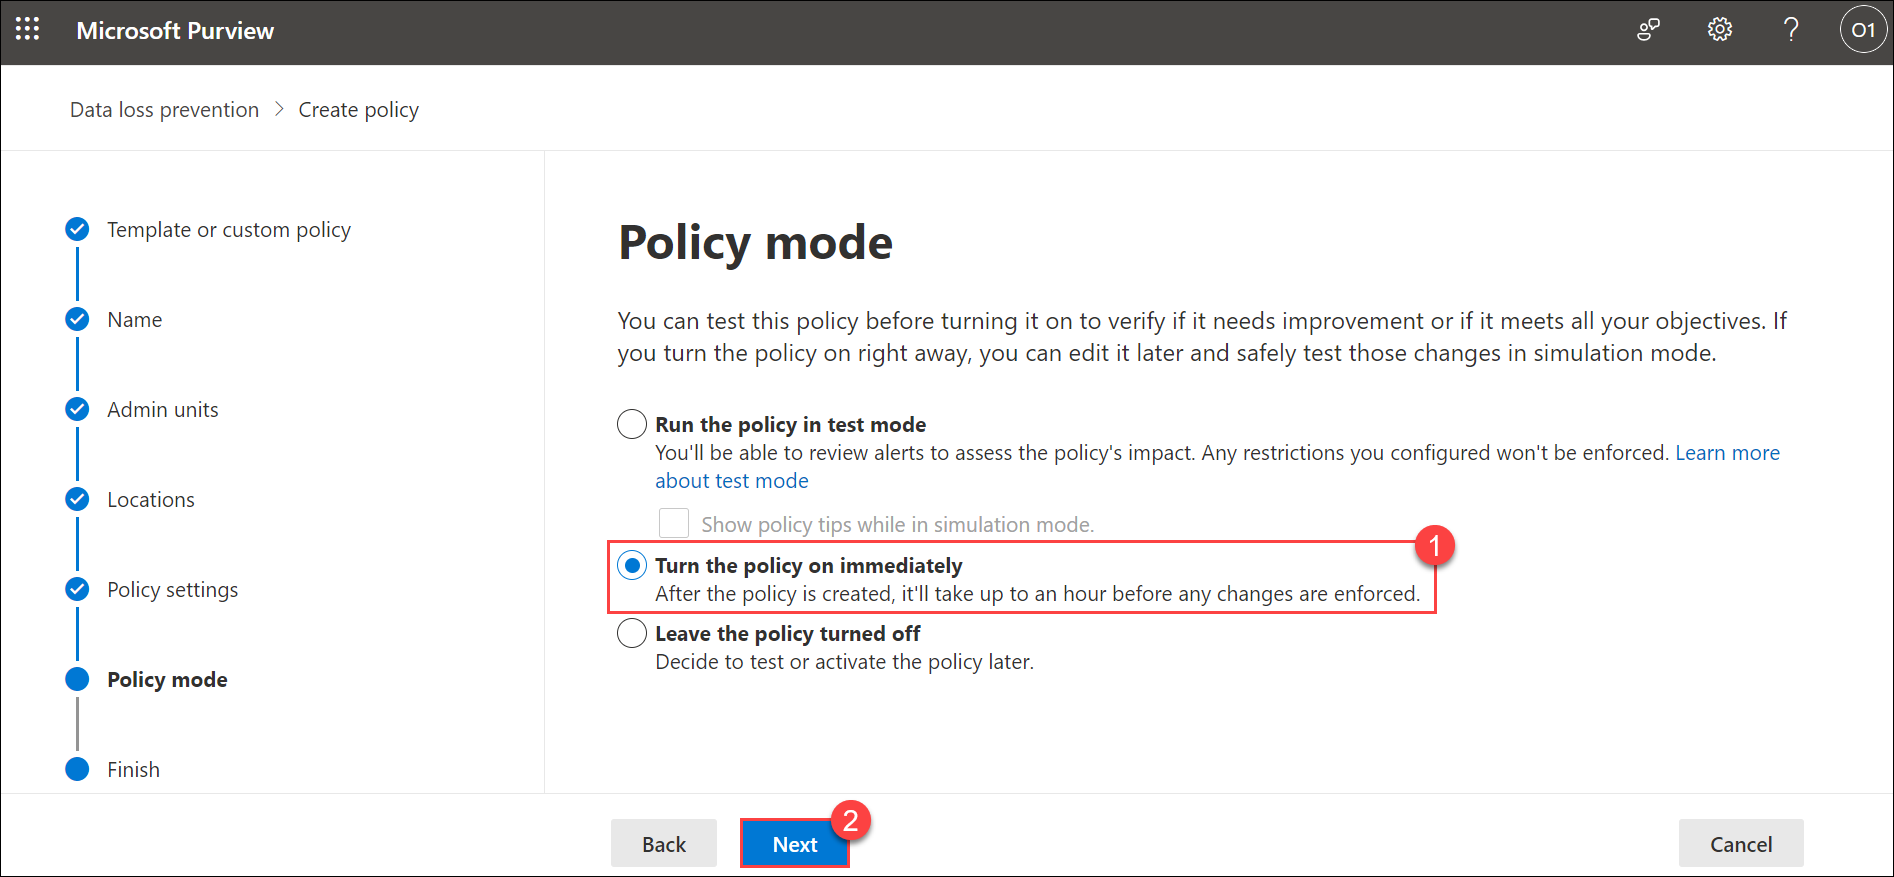 Microsoft Purview
?
O1
Data loss prevention > Create policy
Template or custom policy
Name
Admin units
Locations
Policy settings
Policy mode
Finish
Policy mode
You can test this policy before turning it on to verify if it needs improvement or if it meets all your objectives. If
you turn the policy on right away, you can edit it later and safely test those changes in simulation mode.
Run the policy in test mode
You'll be able to review alerts to assess the policy's impact. Any restrictions you configured won't be enforced. Learn more
about test mode
Show policy tips while in simulation mode.
1
Turn the policy on immediately
After the policy is created, it'll take up to an hour before any changes are enforced.
Leave the policy turned off
Decide to test or activate the policy later.
Back
Next
2
Cancel